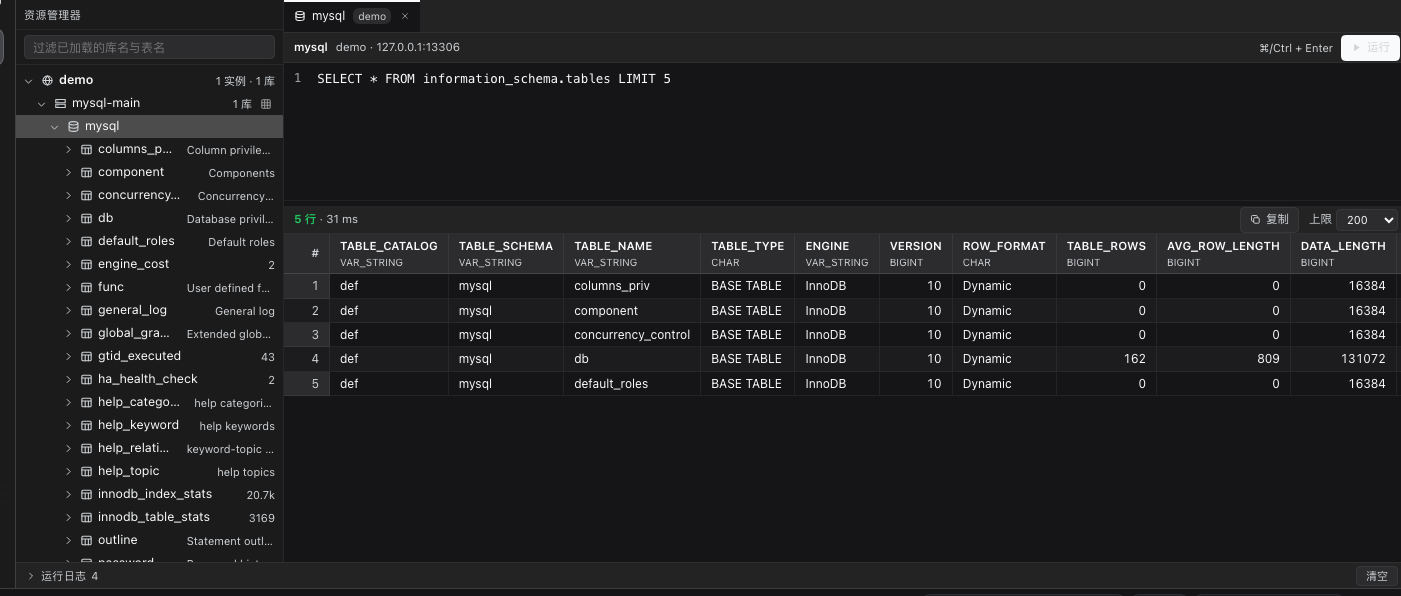 资源管理器
过滤已加载的库名与表名
demo 1 实例 · 1 库
mysql-main 1 库
mysql
columns_p... Column privile...
component Components
concurrency... Concurrency...
db Database privil...
default_roles Default roles
engine_cost 2
func User defined f...
general_log General log
global_gra... Extended glob...
gtid_executed 43
ha_health_check 2
help_catego... help categori...
help_keyword help keywords
help_relati... keyword-topic ...
help_topic help topics
innodb_index_stats 20.7k
innodb_table_stats 3169
outline Statement outl...
mysql demo ×
mysql demo · 127.0.0.1:13306 ⌘/Ctrl + Enter 运行
1 SELECT * FROM information_schema.tables LIMIT 5
5 行 · 31 ms 复制 上限 200
# TABLE_CATALOG TABLE_SCHEMA TABLE_NAME TABLE_TYPE ENGINE VERSION ROW_FORMAT TABLE_ROWS AVG_ROW_LENGTH DATA_LENGTH
VAR_STRING VAR_STRING VAR_STRING CHAR VAR_STRING BIGINT CHAR BIGINT BIGINT BIGINT
1 def mysql columns_priv BASE TABLE InnoDB 10 Dynamic 0 0 16384
2 def mysql component BASE TABLE InnoDB 10 Dynamic 0 0 16384
3 def mysql concurrency_control BASE TABLE InnoDB 10 Dynamic 0 0 16384
4 def mysql db BASE TABLE InnoDB 10 Dynamic 162 809 131072
5 def mysql default_roles BASE TABLE InnoDB 10 Dynamic 0 0 16384
运行日志 4 清空